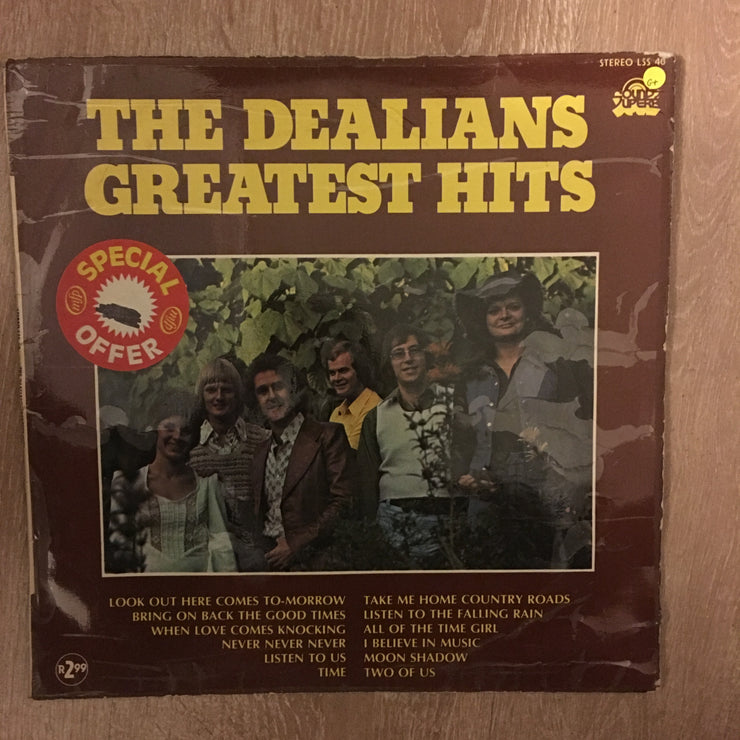 STEREO LSS 40
G+
SOUNDS
SUPERB
THE DEALIANS
GREATEST HITS
SPECIAL
mfp mfp
OFFER
LOOK OUT HERE COMES TO-MORROW
BRING ON BACK THE GOOD TIMES
WHEN LOVE COMES KNOCKING
NEVER NEVER NEVER
LISTEN TO US
TIME
TAKE ME HOME COUNTRY ROADS
LISTEN TO THE FALLING RAIN
ALL OF THE TIME GIRL
I BELIEVE IN MUSIC
MOON SHADOW
TWO OF US
R2.99